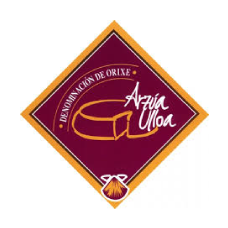 • DENOMINACIÓN DE ORIXE •
Arzúa
Ulloa